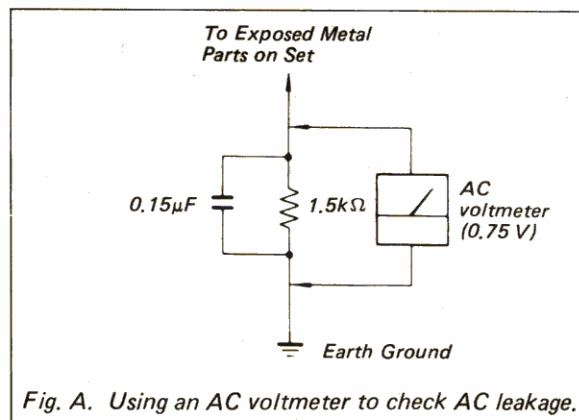 To Exposed Metal
Parts on Set
0.15μF
1.5kΩ
AC
voltmeter
(0.75 V)
Earth Ground
Fig. A. Using an AC voltmeter to check AC leakage.